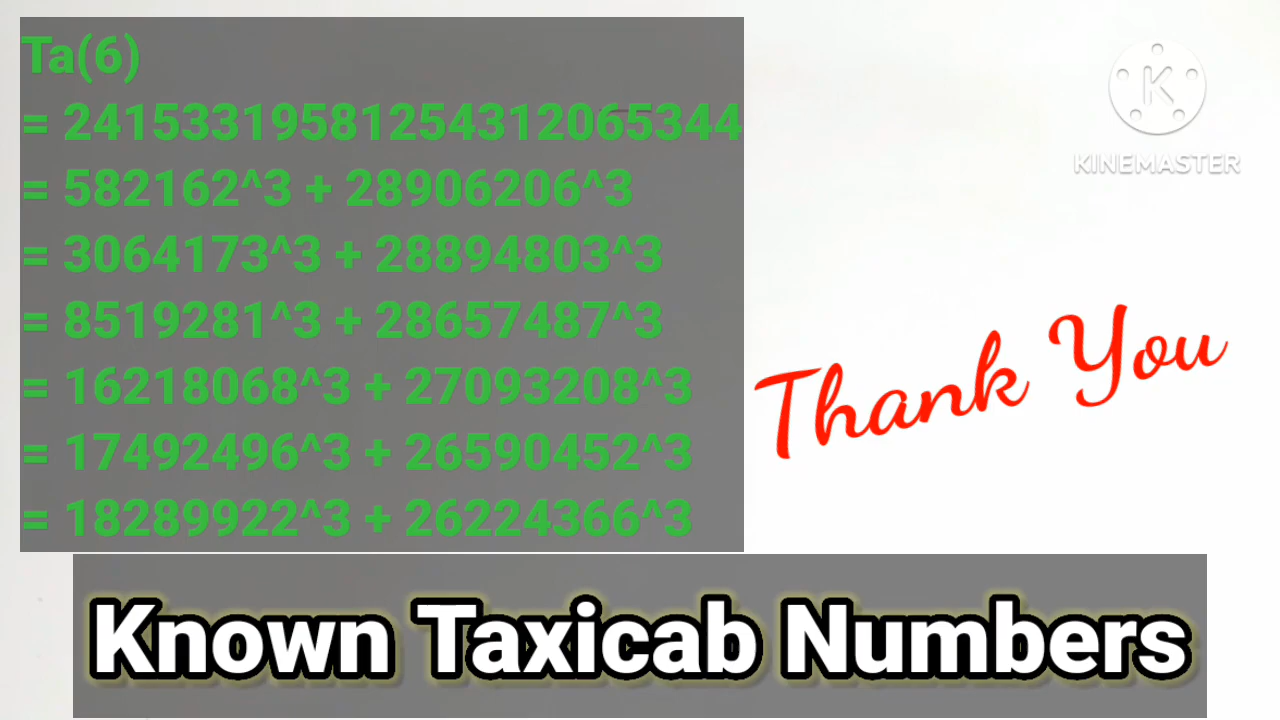 Ta(6)
= 24153319581254312065344
= 582162^3 + 28906206^3
= 3064173^3 + 28894803^3
= 8519281^3 + 28657487^3
= 16218068^3 + 27093208^3
= 17492496^3 + 26590452^3
= 18289922^3 + 26224366^3
K
KINEMASTER
Thank You
Known Taxicab Numbers